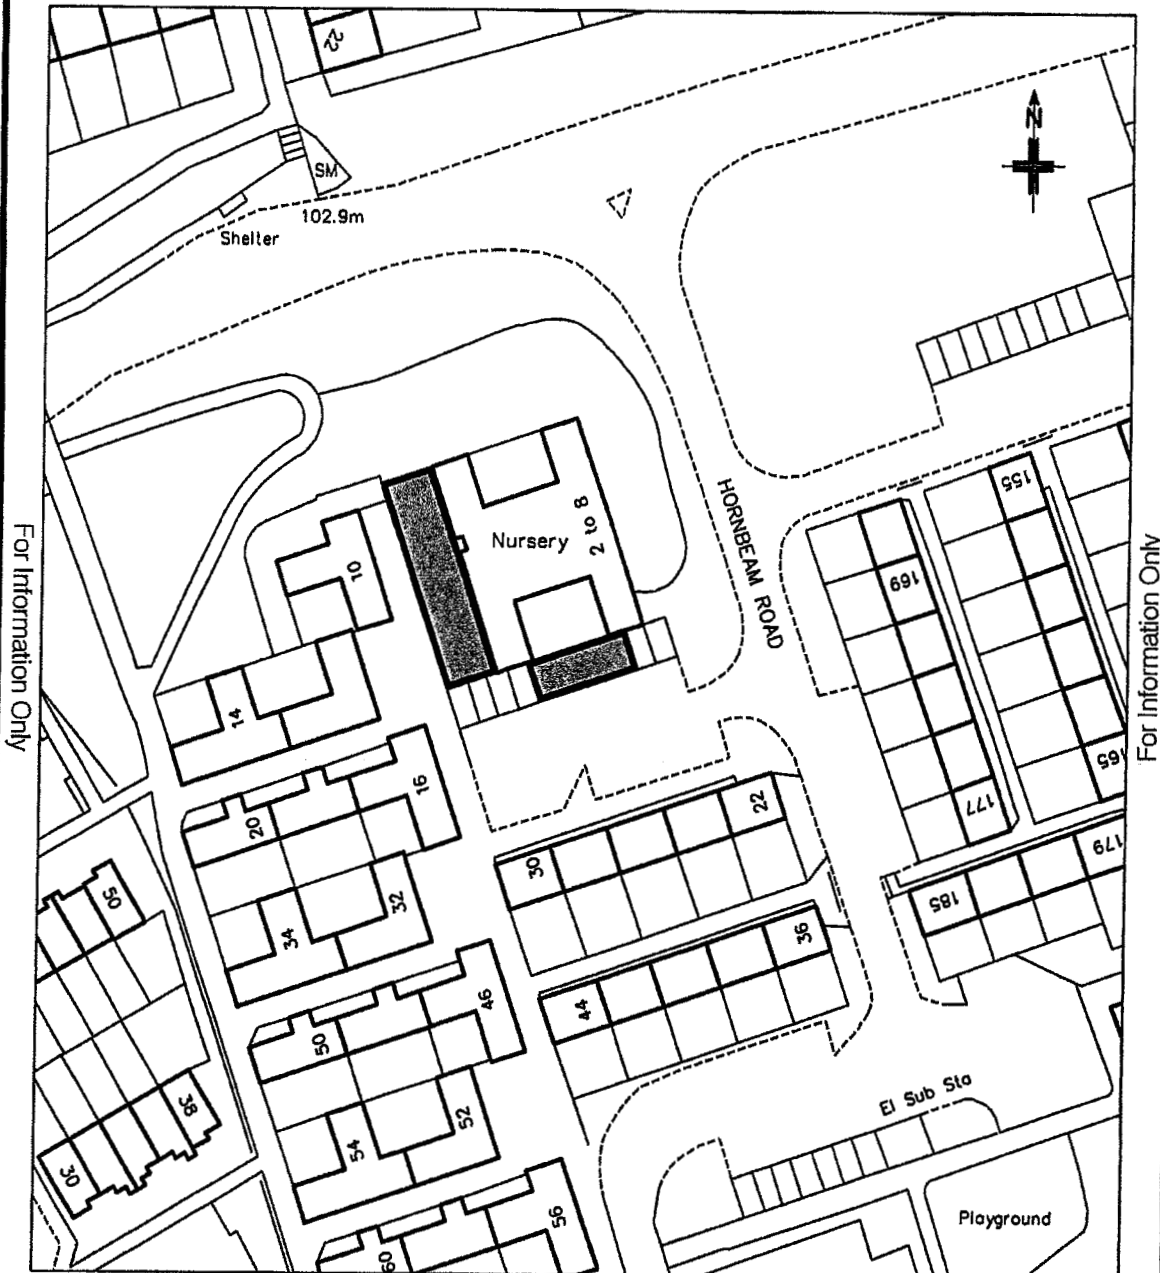 22
N
SM
102.9m
Shelter
For Information Only
For Information Only
HORNBEAM ROAD
Nursery
2 to 8
10
155
169
14
165
177
16
20
22
179
30
185
50
32
34
36
46
44
50
El Sub Sta
38
52
54
30
Playground
56
60